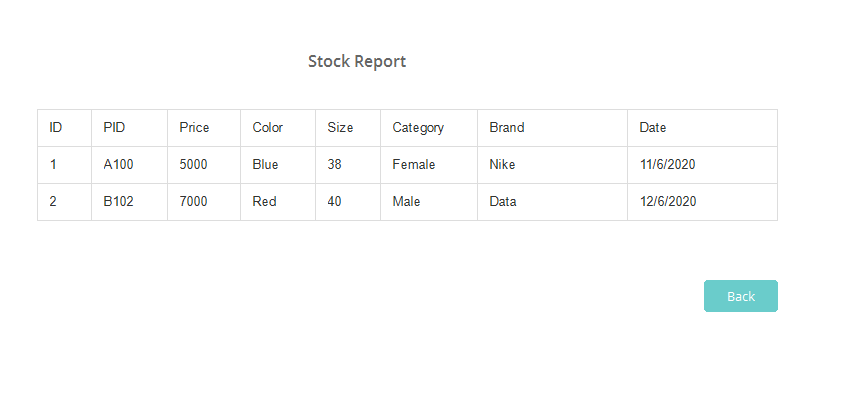 Stock Report
ID PID Price Color Size Category Brand Date
1 A100 5000 Blue 38 Female Nike 11/6/2020
2 B102 7000 Red 40 Male Data 12/6/2020
Back